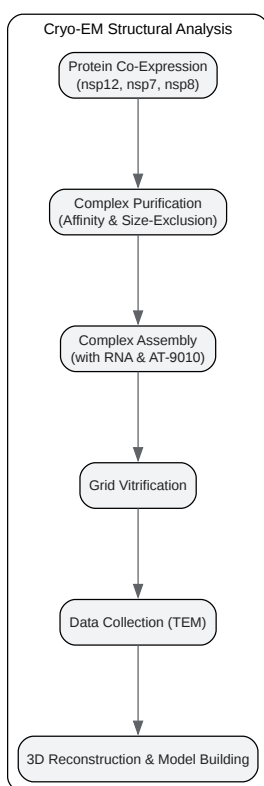 Cryo-EM Structural Analysis
Protein Co-Expression
(nsp12, nsp7, nsp8)
Complex Purification
(Affinity & Size-Exclusion)
Complex Assembly
(with RNA & AT-9010)
Grid Vitrification
Data Collection (TEM)
3D Reconstruction & Model Building